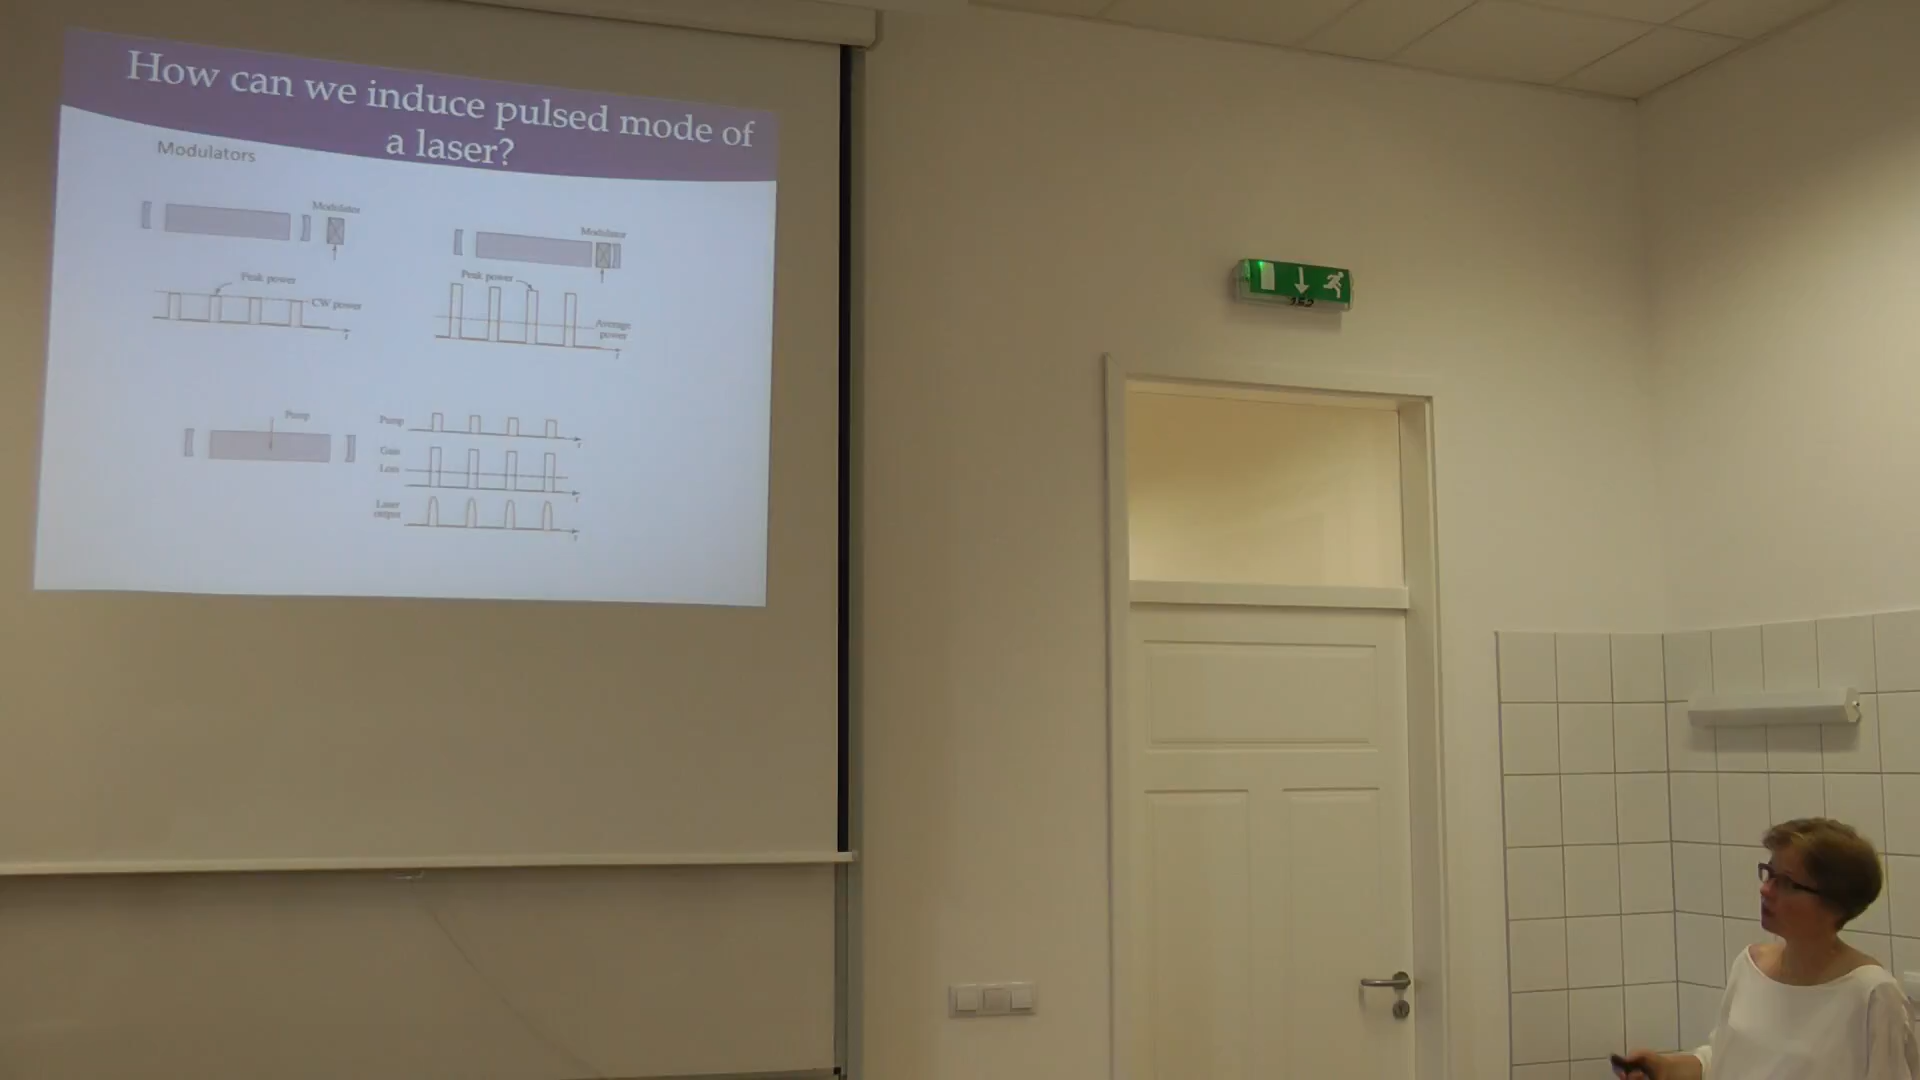 How can we induce pulsed mode of
a laser?
Modulators
Modulator
Peak power
CW power
t
Modulator
Peak power
Average
power
t
Pump
Pump
t
Gain
Loss
t
Laser
output
t